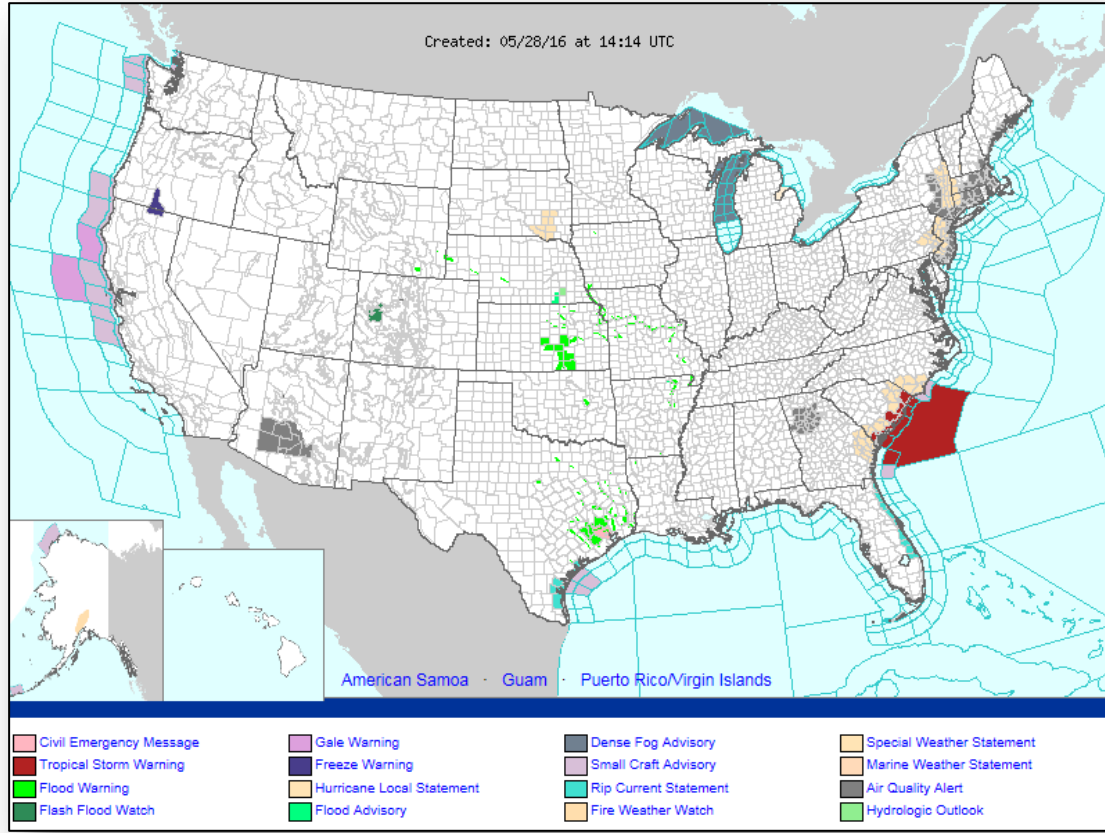 Created: 05/28/16 at 14:14 UTC
American Samoa · Guam · Puerto Rico/Virgin Islands
Civil Emergency Message
Tropical Storm Warning
Flood Warning
Flash Flood Watch
Gale Warning
Freeze Warning
Hurricane Local Statement
Flood Advisory
Dense Fog Advisory
Small Craft Advisory
Rip Current Statement
Fire Weather Watch
Special Weather Statement
Marine Weather Statement
Air Quality Alert
Hydrologic Outlook